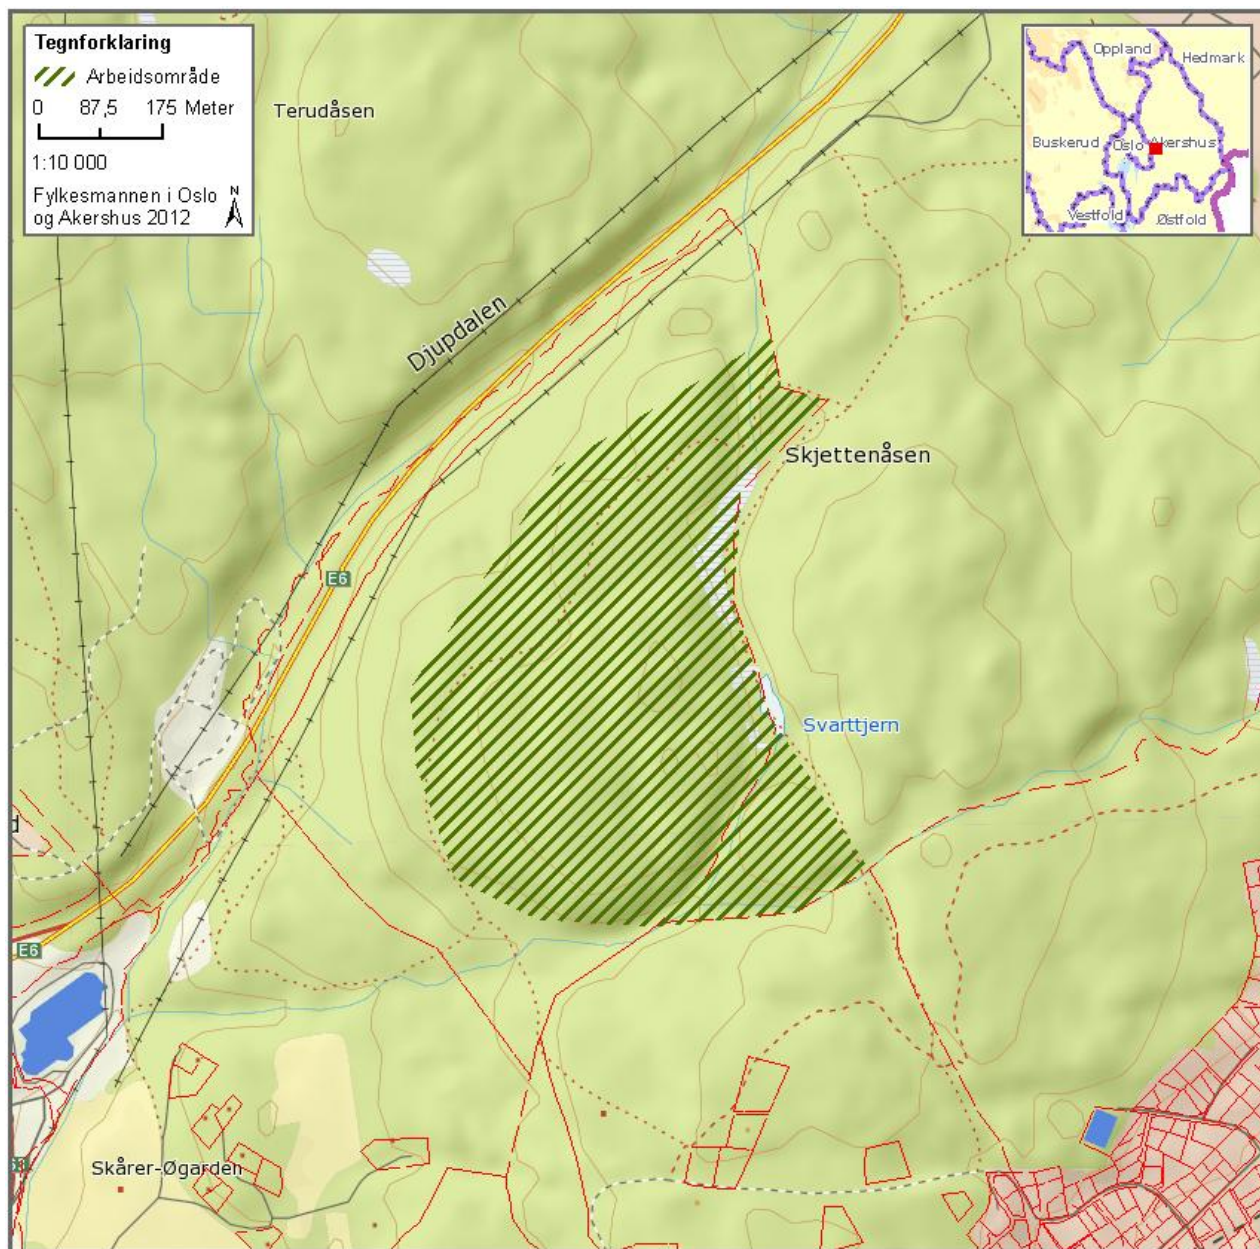 Tegnforklaring
Arbeidsområde
0 87,5 175 Meter
1:10 000
Fylkesmannen i Oslo
og Akershus 2012
N
Oppland
Hedmark
Buskerud
Oslo
Akershus
Vestfold
Østfold
Terudåsen
Djupdalen
Skjettenåsen
E6
Svarttjern
E6
Skårer-Øgarden